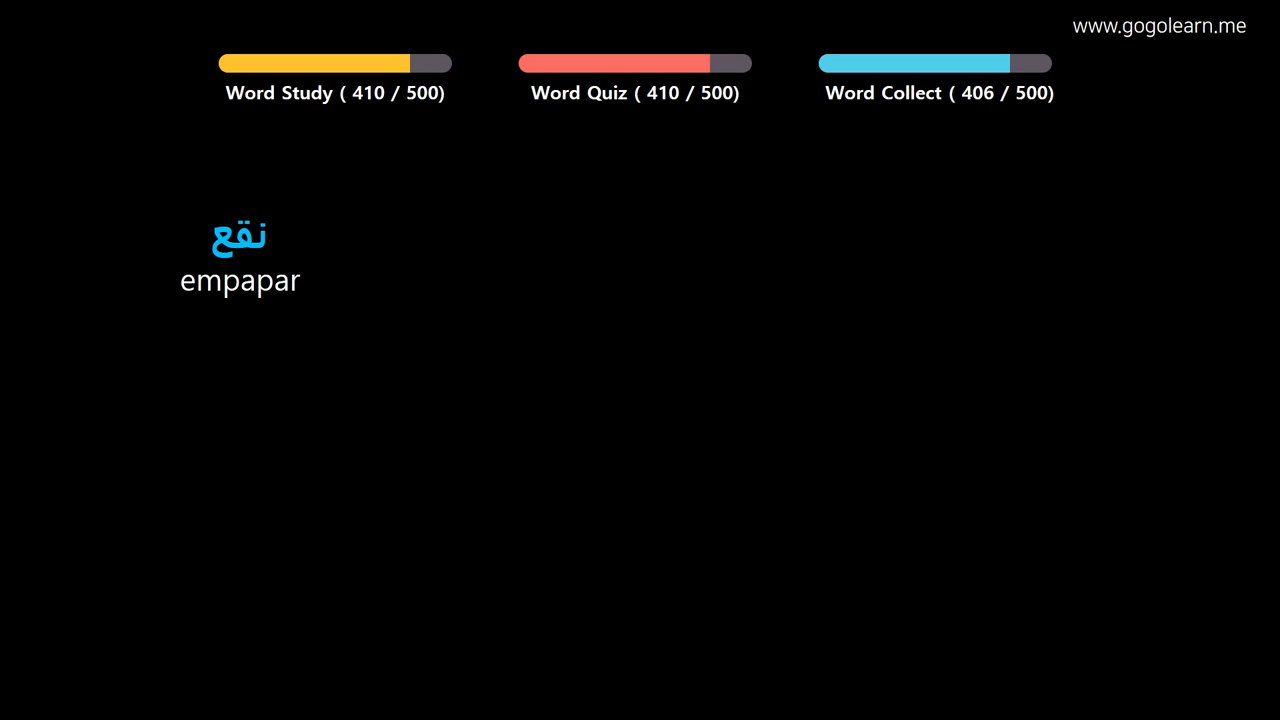 www.gogolearn.me
Word Study ( 410 / 500)
Word Quiz ( 410 / 500)
Word Collect ( 406 / 500)
نقع
empapar